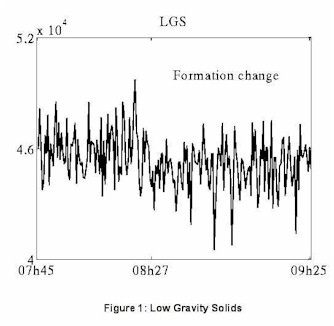 LGS
5.2 x 10^4
Formation change
4.6
4
07h45 08h27 09h25
Figure 1: Low Gravity Solids